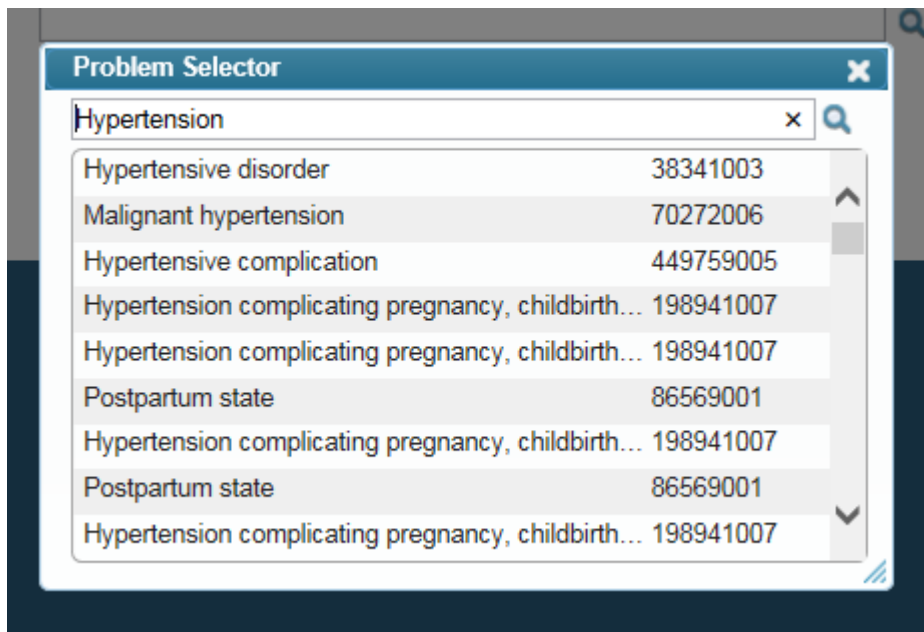 Problem Selector
Hypertension
Hypertensive disorder 38341003
Malignant hypertension 70272006
Hypertensive complication 449759005
Hypertension complicating pregnancy, childbirth... 198941007
Hypertension complicating pregnancy, childbirth... 198941007
Postpartum state 86569001
Hypertension complicating pregnancy, childbirth... 198941007
Postpartum state 86569001
Hypertension complicating pregnancy, childbirth... 198941007